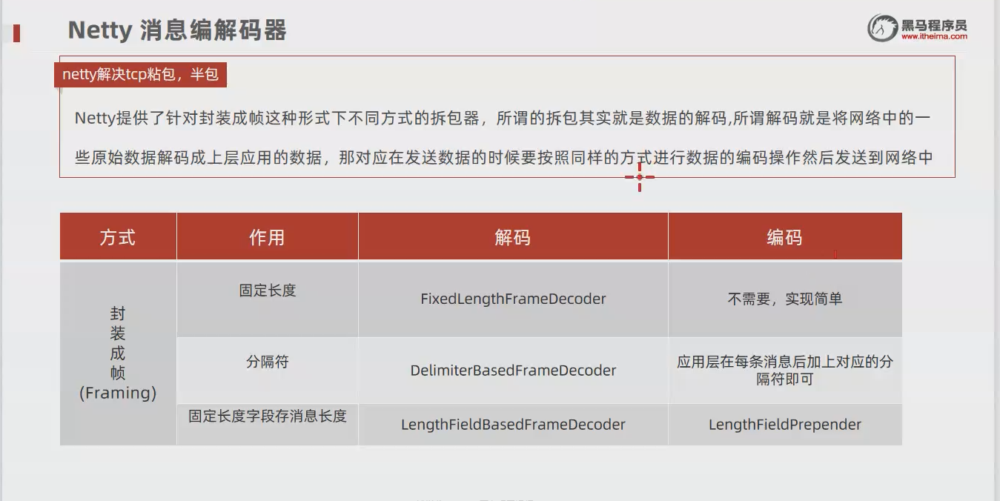 Netty 消息编解码器
黑马程序员
www.itheima.com
netty解决tcp粘包，半包
Netty提供了针对封装成帧这种形式下不同方式的拆包器，所谓的拆包其实就是数据的解码,所谓解码就是将网络中的一
些原始数据解码成上层应用的数据，那对应在发送数据的时候要按照同样的方式进行数据的编码操作然后发送到网络中
方式
作用
解码
编码
封
装
成
帧
(Framing)
固定长度
FixedLengthFrameDecoder
不需要，实现简单
分隔符
DelimiterBasedFrameDecoder
应用层在每条消息后加上对应的分
隔符即可
固定长度字段存消息长度
LengthFieldBasedFrameDecoder
LengthFieldPrepender